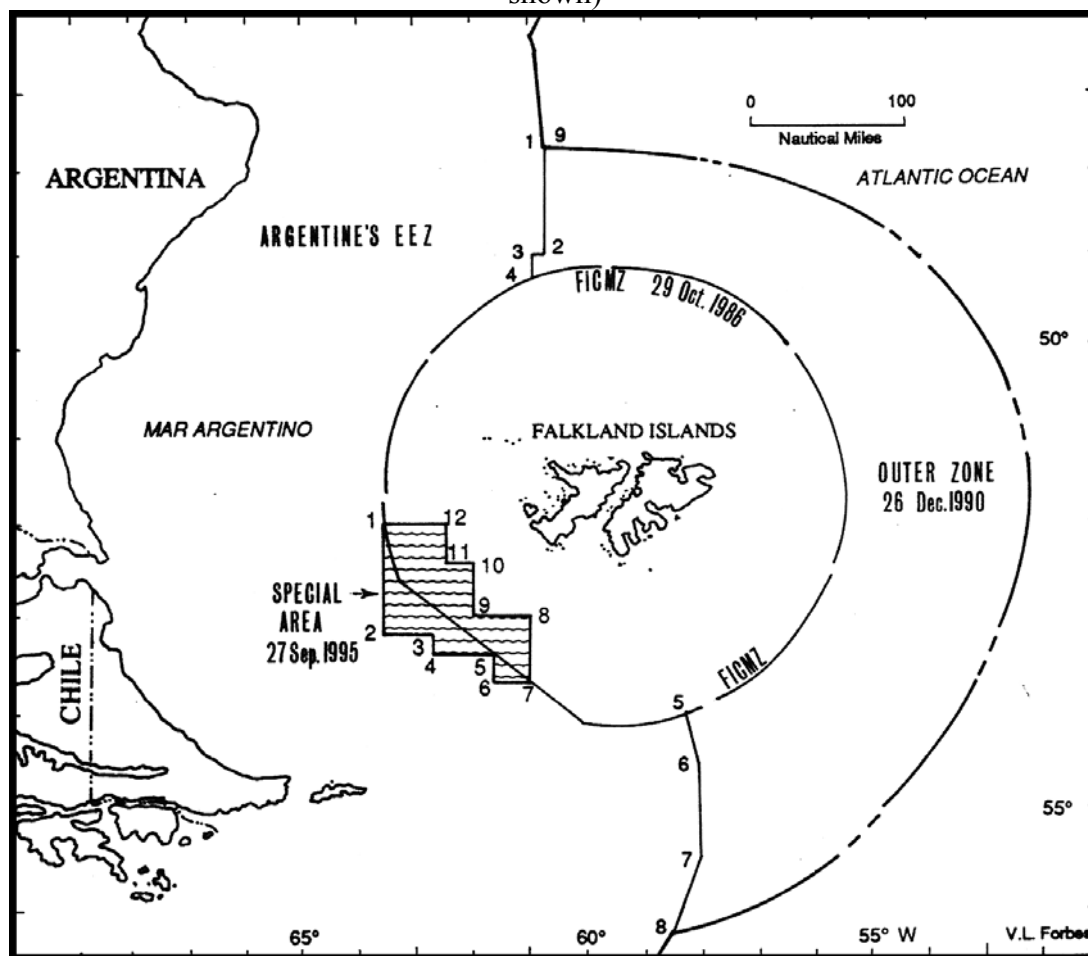 shown)
0 100
Nautical Miles
1 9
ARGENTINA
ATLANTIC OCEAN
ARGENTINE'S EEZ
3 2
4
FICMZ 29 Oct. 1986
50°
MAR ARGENTINO
FALKLAND ISLANDS
OUTER ZONE
26 Dec. 1990
1 12
11 10
SPECIAL
AREA
27 Sep. 1995
9 8
2 3
4 5
6 7
FICMZ
5
CHILE
6
55°
7
8
65° 60° 55° W
V.L. Forbes